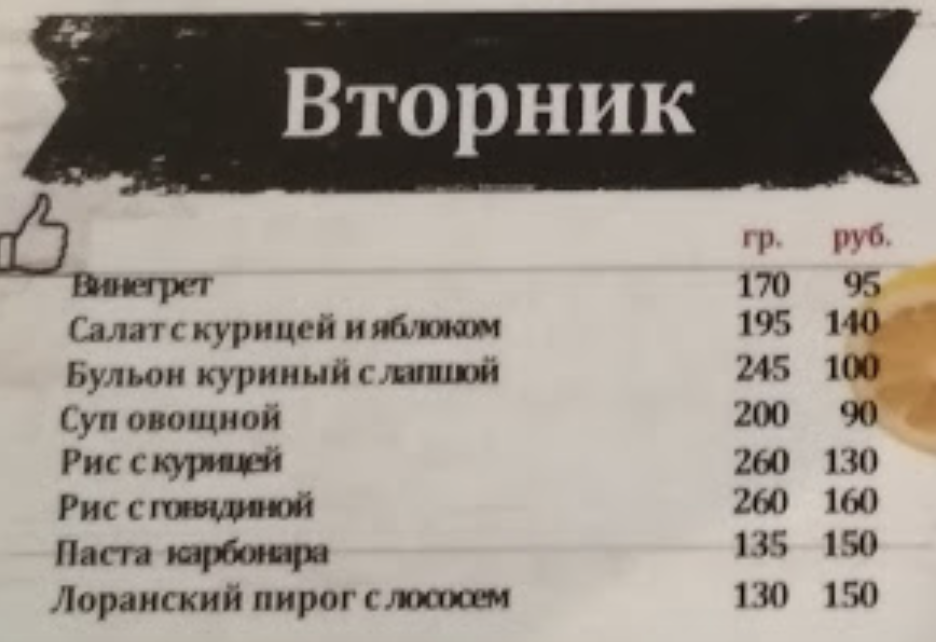 Вторник
гр. руб.
Винегрет 170 95
Салат с курицей и яблоком 195 140
Бульон куриный с лапшой 245 100
Суп овощной 200 90
Рис с курицей 260 130
Рис с говядиной 260 160
Паста карбонара 135 150
Лоранский пирог с лососем 130 150